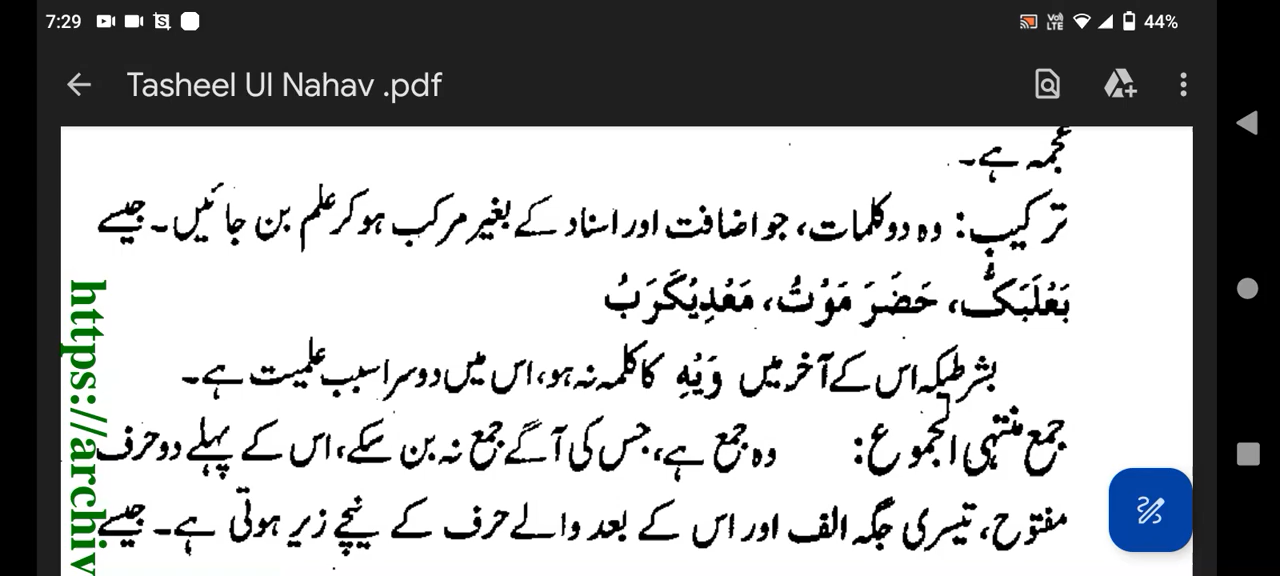 7:29 44%
Tasheel Ul Nahav .pdf
عجمہ ہے۔
ترکیب: وہ دو کلمات، جو اضافت اور اسناد کے بغیر مرکب ہو کر علم بن جائیں۔ جیسے
بَعْلَبَكُّ، حَضَرَ مَوْتُ، مَعْدِيْكَرَبُ
بشرطیکہ اس کے آخر میں وَيْهِ کا کلمہ نہ ہو، اس میں دوسرا سبب علمیت ہے۔
جمع منتہی الجموع: وہ جمع ہے، جس کی آگے جمع نہ بن سکے، اس کے پہلے دو حرف
مفتوح، تیسری جگہ الف اور اس کے بعد والے حرف کے نیچے زیر ہوتی ہے۔ جیسے
https://archiv